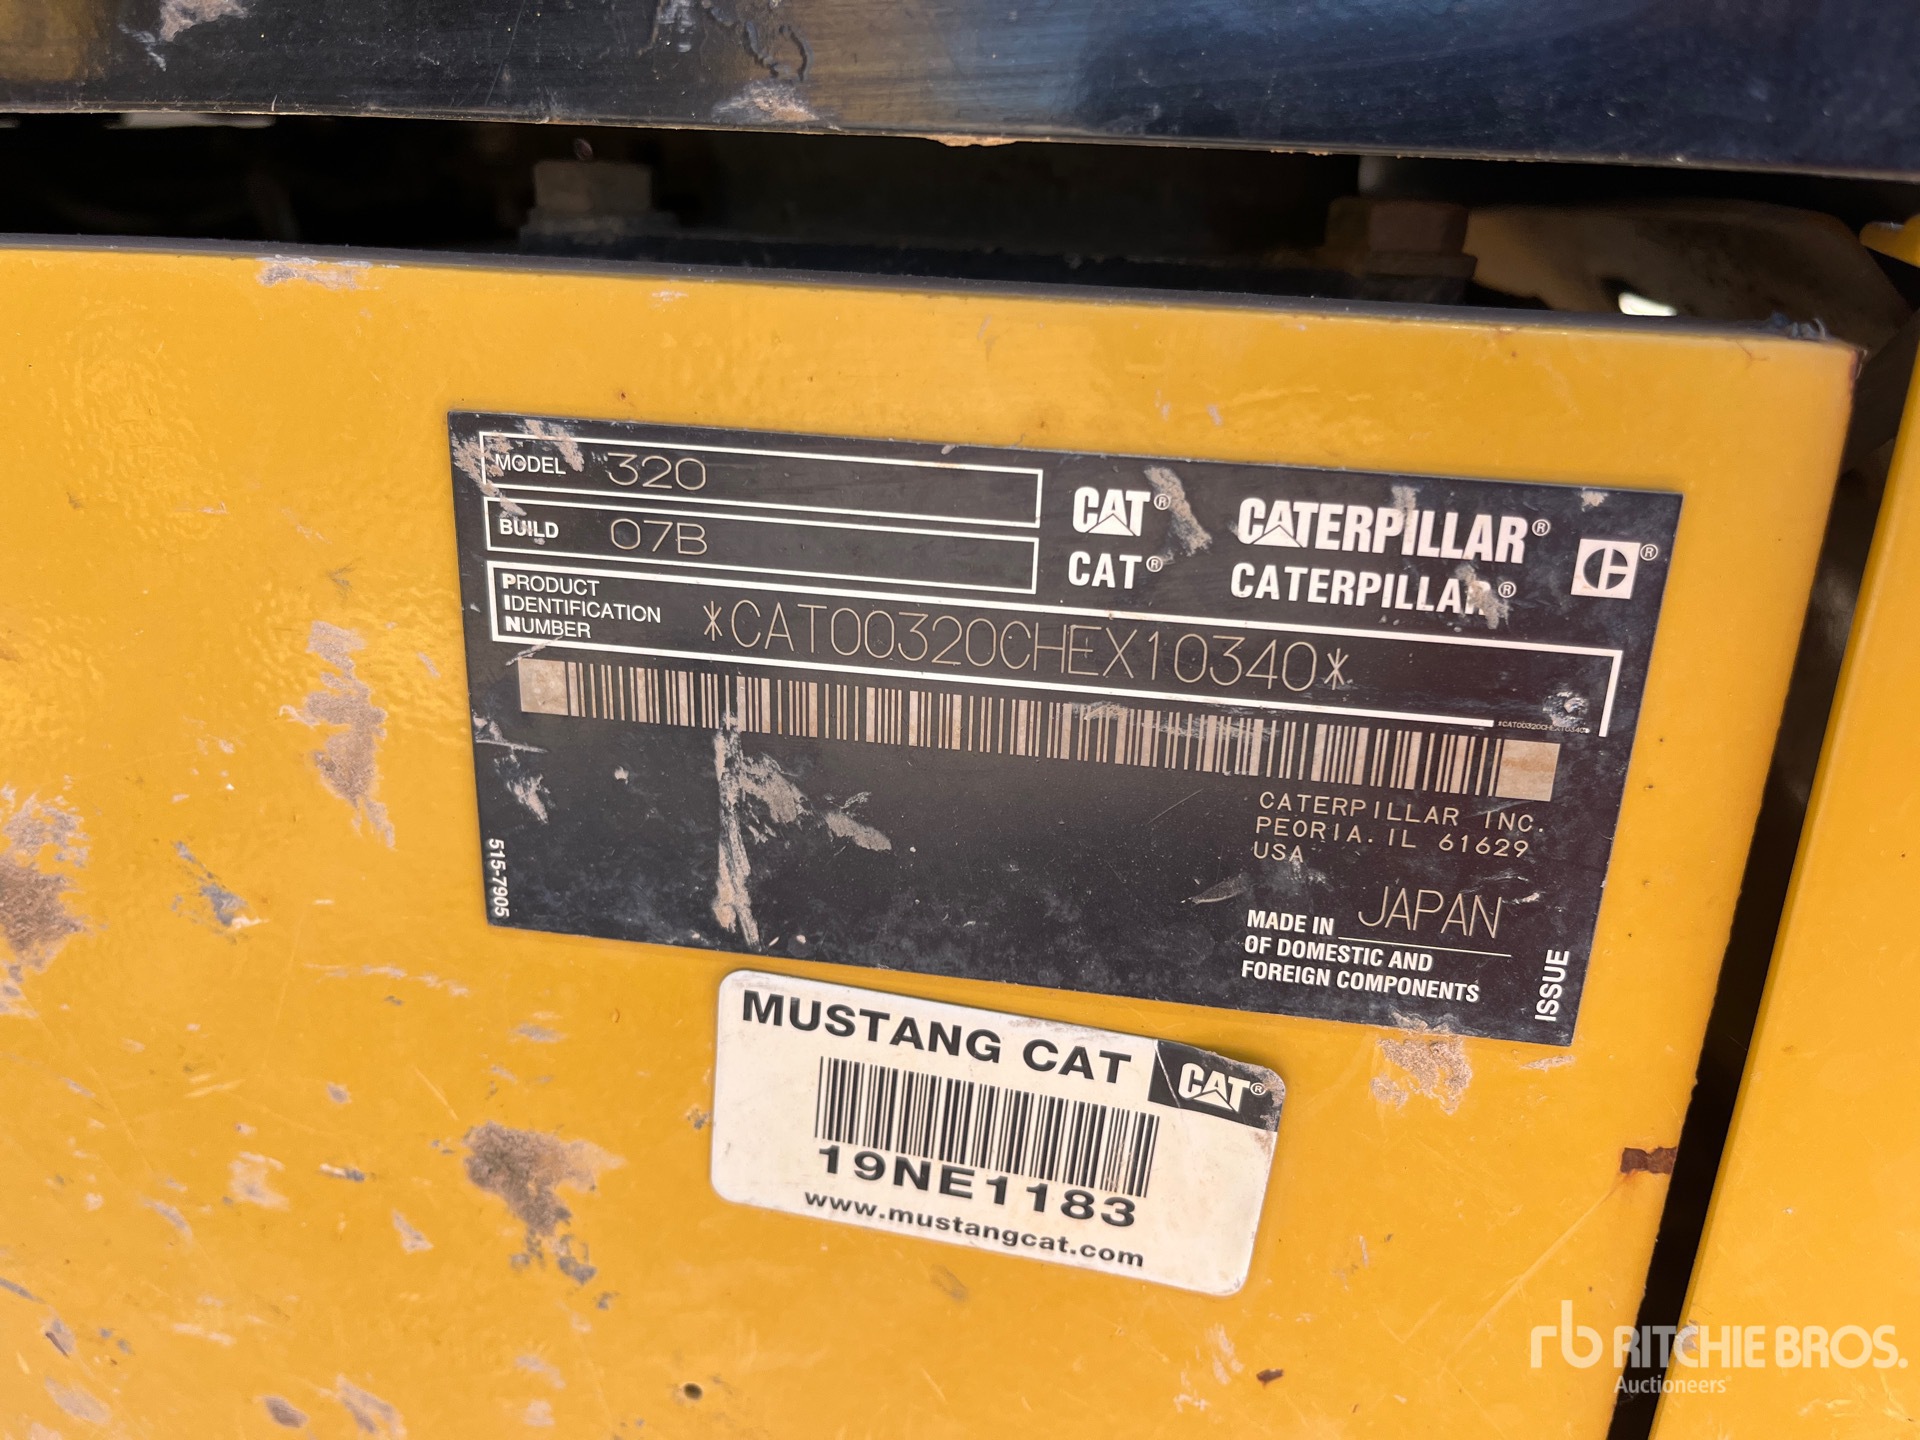 MODEL 320
BUILD 07B
PRODUCT
IDENTIFICATION
NUMBER
*CAT00320CHEX10340*
CAT® CATERPILLAR® C®
CAT® CATERPILLAR®
*CAT00320CHEX10340*
CATERPILLAR INC.
PEORIA. IL 61629
USA
MADE IN JAPAN
OF DOMESTIC AND
FOREIGN COMPONENTS
ISSUE
515-7905
MUSTANG CAT CAT®
19NE1183
www.mustangcat.com
rb RITCHIE BROS.
Auctioneers